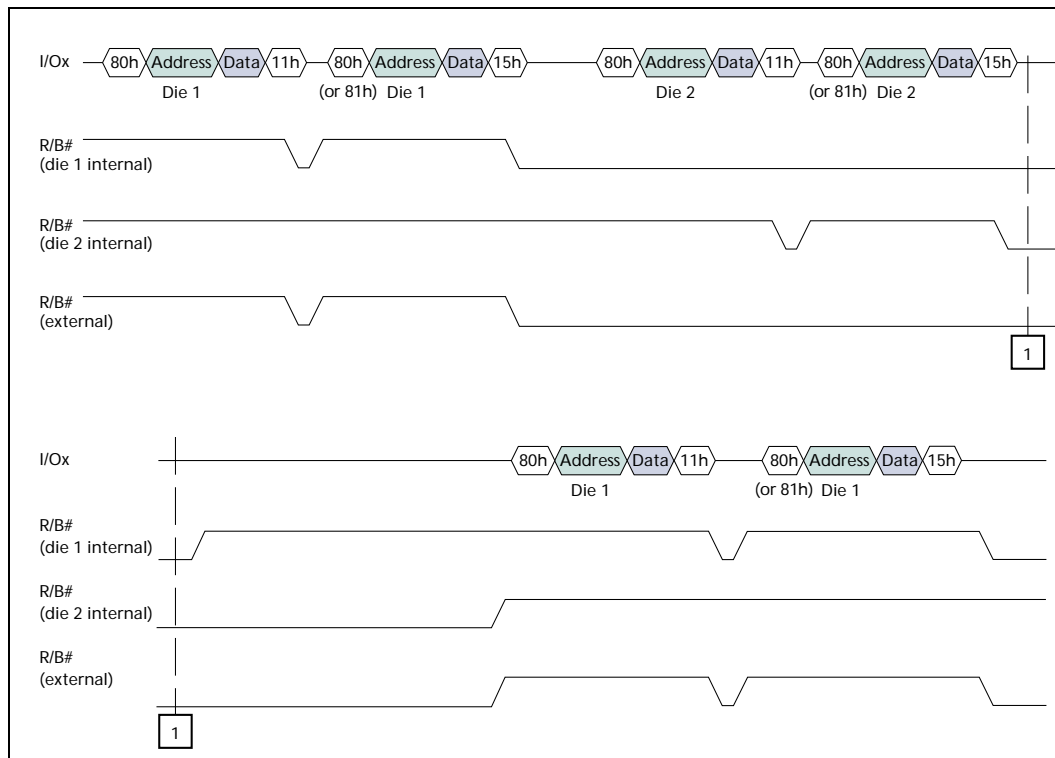 I/Ox 80h Address Data 11h 80h Address Data 15h 80h Address Data 11h 80h Address Data 15h
Die 1 (or 81h) Die 1 Die 2 (or 81h) Die 2
R/B#
(die 1 internal)
R/B#
(die 2 internal)
R/B#
(external)
1
I/Ox 80h Address Data 11h 80h Address Data 15h
Die 1 (or 81h) Die 1
R/B#
(die 1 internal)
R/B#
(die 2 internal)
R/B#
(external)
1